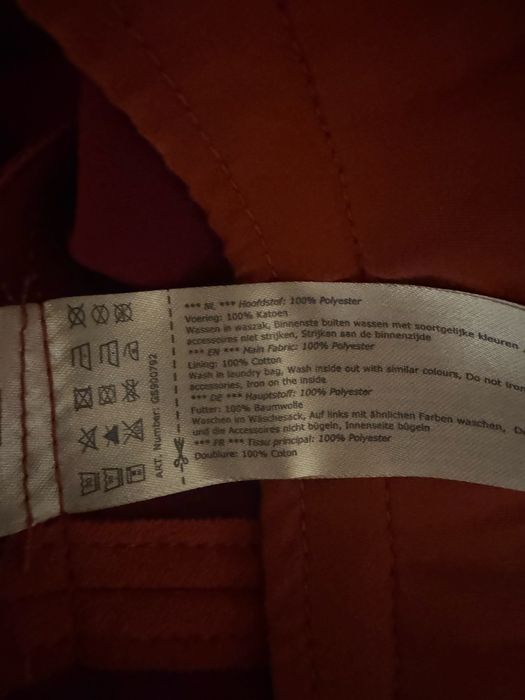 *** NL *** Hoofdstof: 100% Polyester
Voering: 100% Katoen
Wassen in waszak, Binnenste buiten wassen met soortgelijke kleuren
accessoires niet strijken, Strijken aan de binnenzijde
*** EN *** Main Fabric: 100% Polyester
Lining: 100% Cotton
Wash in laundry bag, Wash inside out with similar colours, Do not iron
accessories, Iron on the inside
*** DE *** Hauptstoff: 100% Polyester
Futter: 100% Baumwolle
Waschen im Wäschesack, Auf links mit ähnlichen Farben waschen,
und die Accessoires nicht bügeln, Innenseite bügeln
*** FR *** Tissu principal: 100% Polyester
Doublure: 100% Coton
ART. Number: GS900782